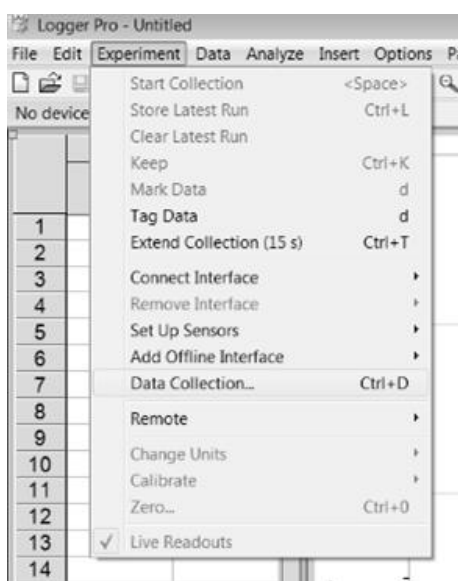 Logger Pro - Untitled
File Edit Experiment Data Analyze Insert Options
No device
Start Collection <Space>
Store Latest Run Ctrl+L
Clear Latest Run
Keep Ctrl+K
Mark Data d
Tag Data d
Extend Collection (15 s) Ctrl+T
Connect Interface
Remove Interface
Set Up Sensors
Add Offline Interface
Data Collection... Ctrl+D
Remote
Change Units
Calibrate
Zero... Ctrl+0
Live Readouts
1
2
3
4
5
6
7
8
9
10
11
12
13
14